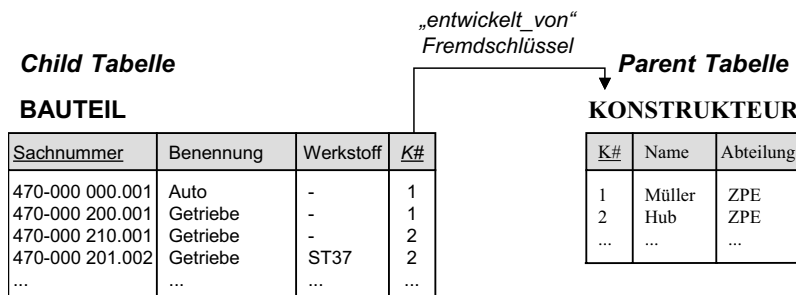 „entwickelt_von“
Fremdschlüssel
Child Tabelle
Parent Tabelle
BAUTEIL
KONSTRUKTEUR
Sachnummer Benennung Werkstoff K#
470-000 000.001 Auto - 1
470-000 200.001 Getriebe - 1
470-000 210.001 Getriebe - 2
470-000 201.002 Getriebe ST37 2
... ... ... ...
K# Name Abteilung
1 Müller ZPE
2 Hub ZPE
... ... ...